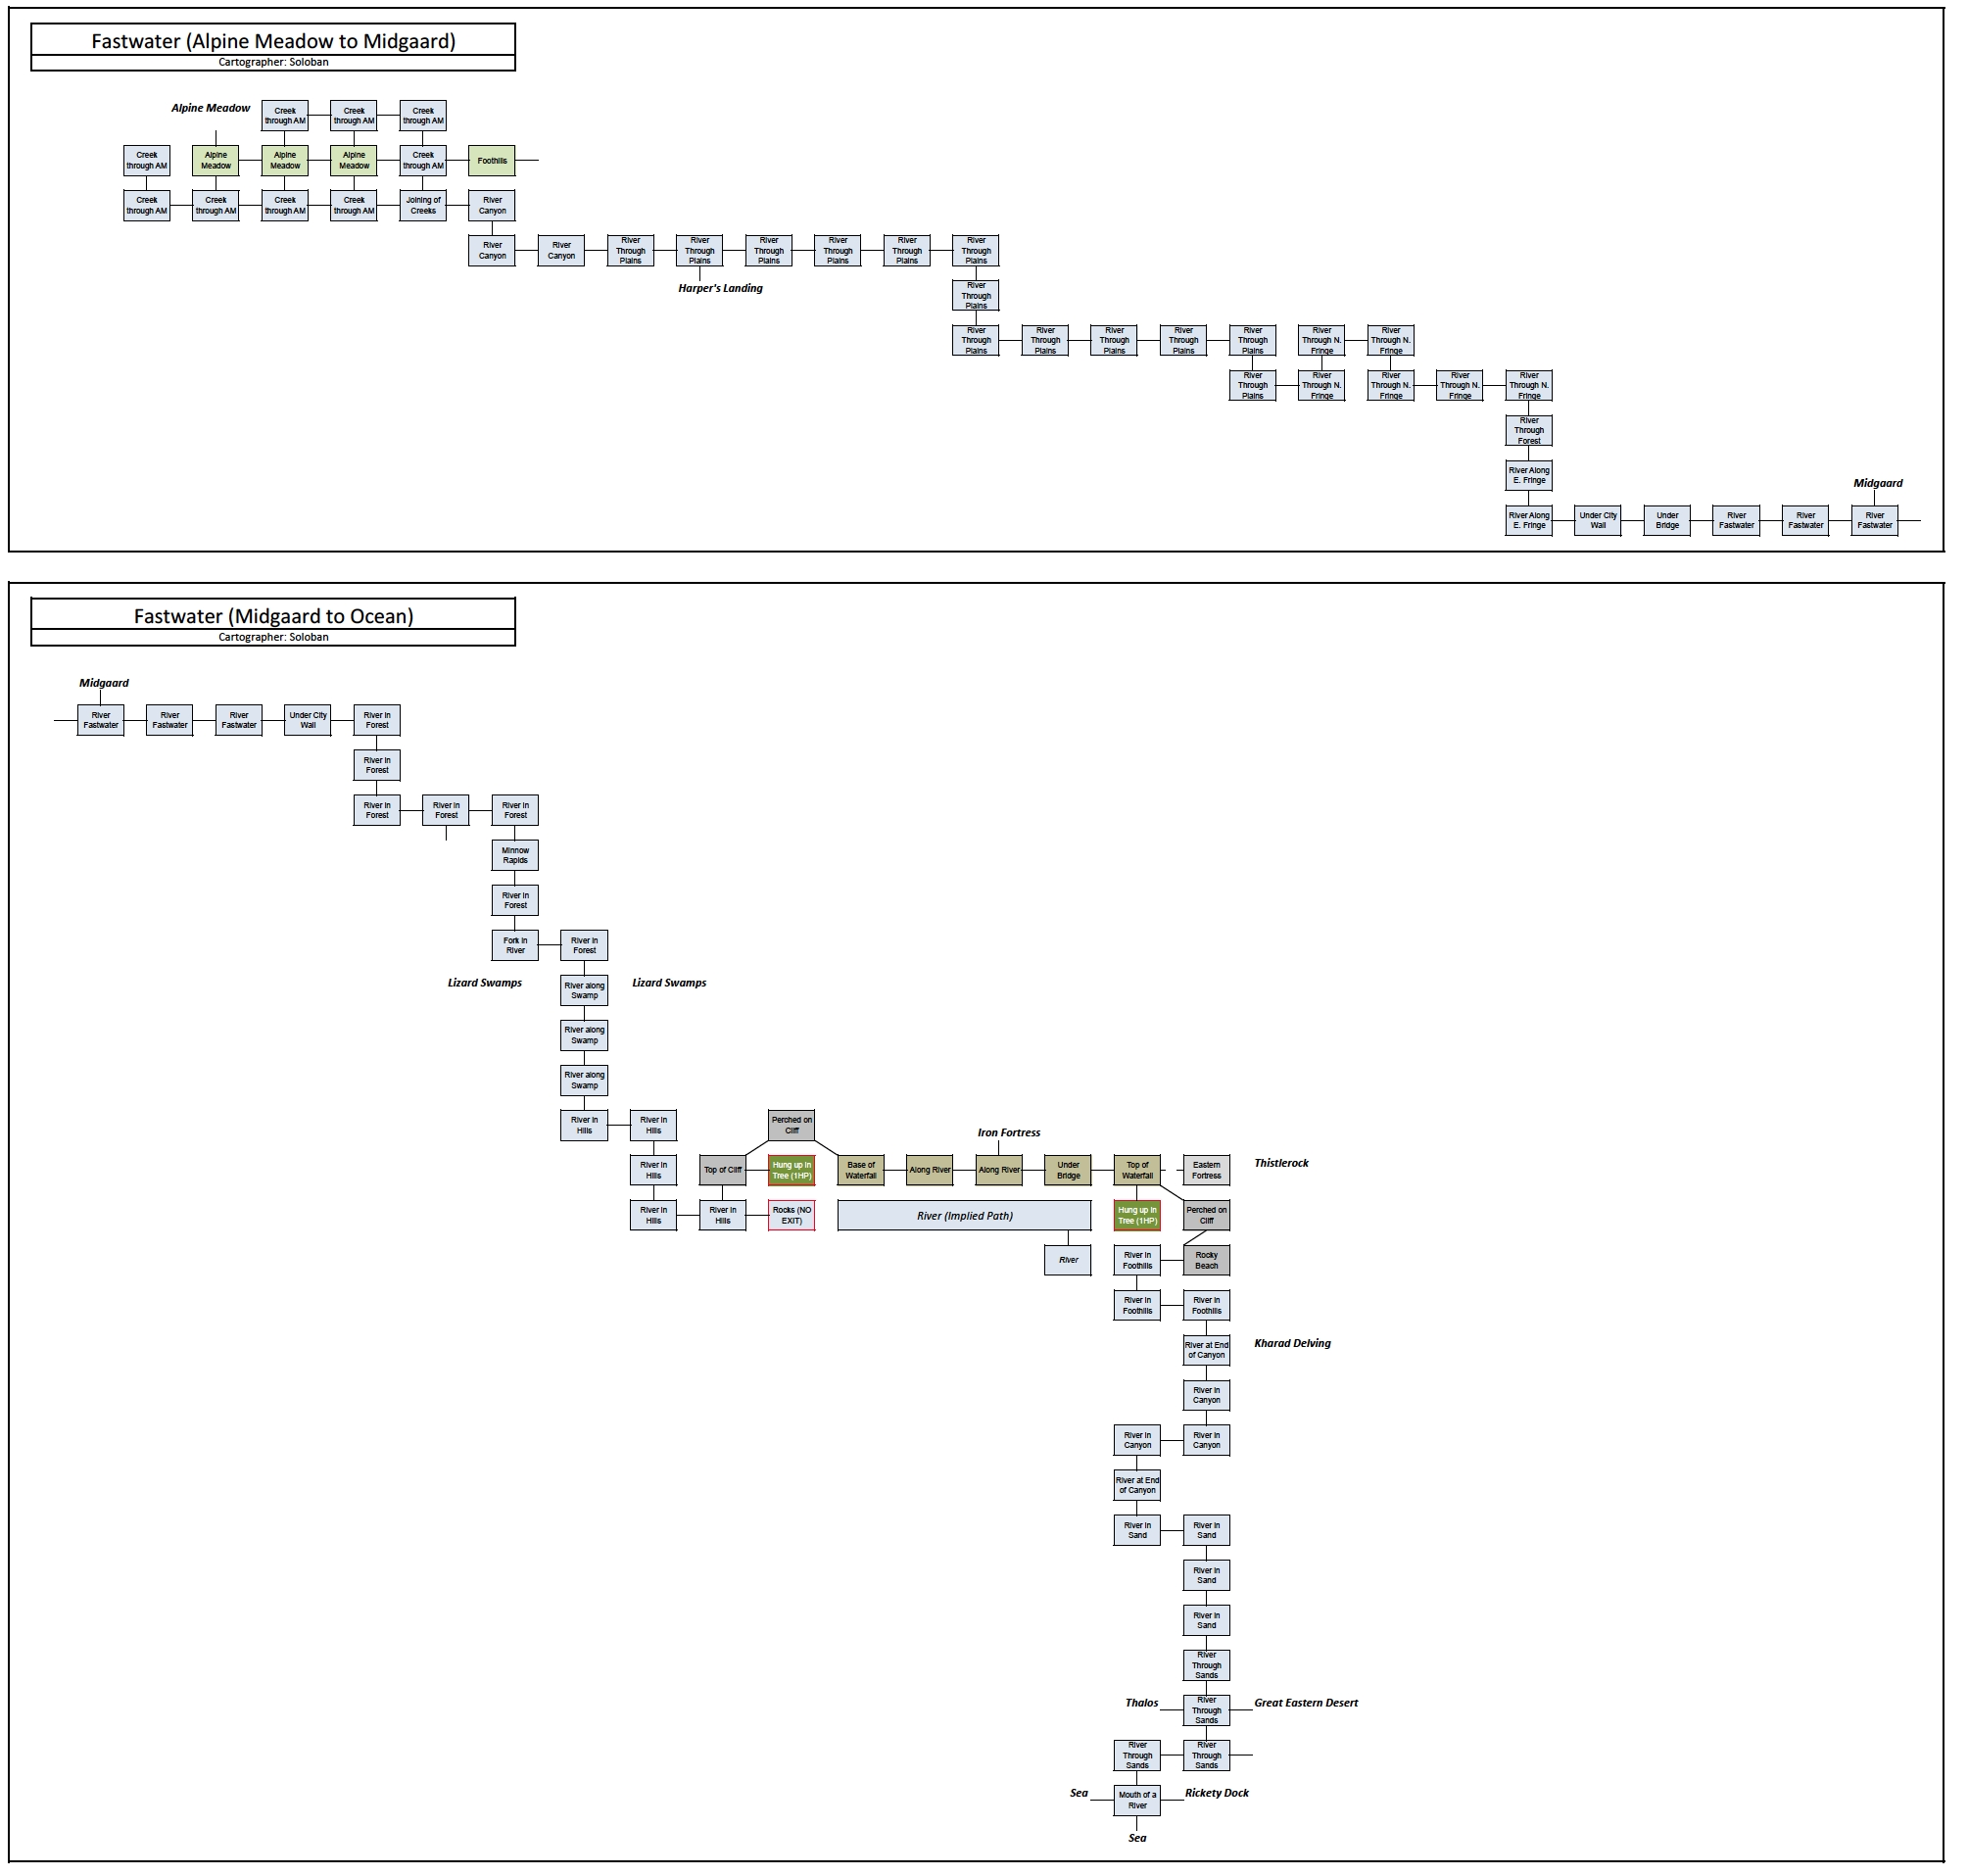 Fastwater (Alpine Meadow to Midgaard)
Cartographer: Soloban
Alpine Meadow
Creek
through AM
Creek
through AM
Creek
through AM
Creek
through AM
Alpine
Meadow
Alpine
Meadow
Alpine
Meadow
Creek
through AM
Foothills
Creek
through AM
Creek
through AM
Creek
through AM
Creek
through AM
Joining of
Creeks
River
Canyon
River
Canyon
River
Canyon
River
Through
Plains
River
Through
Plains
River
Through
Plains
River
Through
Plains
River
Through
Plains
River
Through
Plains
Harper's Landing
River
Through
Plains
River
Through
Plains
River
Through
Plains
River
Through
Plains
River
Through
Plains
River
Through
Plains
River
Through N.
Fringe
River
Through N.
Fringe
River
Through
Plains
River
Through N.
Fringe
River
Through N.
Fringe
River
Through N.
Fringe
River
Through N.
Fringe
River
Through
Forest
River Along
E. Fringe
Midgaard
River Along
E. Fringe
Under City
Wall
Under
Bridge
River
Fastwater
River
Fastwater
River
Fastwater
Fastwater (Midgaard to Ocean)
Cartographer: Soloban
Midgaard
River
Fastwater
River
Fastwater
River
Fastwater
Under City
Wall
River in
Forest
River in
Forest
River in
Forest
River in
Forest
River in
Forest
Minnow
Rapids
River in
Forest
Fork in
River
River in
Forest
Lizard Swamps
River along
Swamp
Lizard Swamps
River along
Swamp
River along
Swamp
River in
Hills
River in
Hills
Perched on
Cliff
Iron Fortress
River in
Hills
Top of Cliff
Hung up in
Tree (1HP)
Base of
Waterfall
Along River
Along River
Under
Bridge
Top of
Waterfall
Eastern
Fortress
Thistlerock
River in
Hills
River in
Hills
Rocks (NO
EXIT)
River (Implied Path)
Hung up in
Tree (1HP)
Perched on
Cliff
River
River in
Foothills
Rocky
Beach
River in
Foothills
River in
Foothills
River at End
of Canyon
Kharad Delving
River in
Canyon
River in
Canyon
River in
Canyon
River at End
of Canyon
River in
Sand
River in
Sand
River in
Sand
River in
Sand
River
Through
Sands
Thalos
River
Through
Sands
Great Eastern Desert
River
Through
Sands
River
Through
Sands
Sea
Mouth of a
River
Rickety Dock
Sea